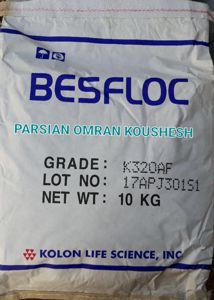 BESFLOC
PARSIAN OMRAN KOUSHESH
GRADE: K320AF
LOT NO: 17APJ30151
NET WT: 10 KG
KOLON LIFE SCIENCE, INC